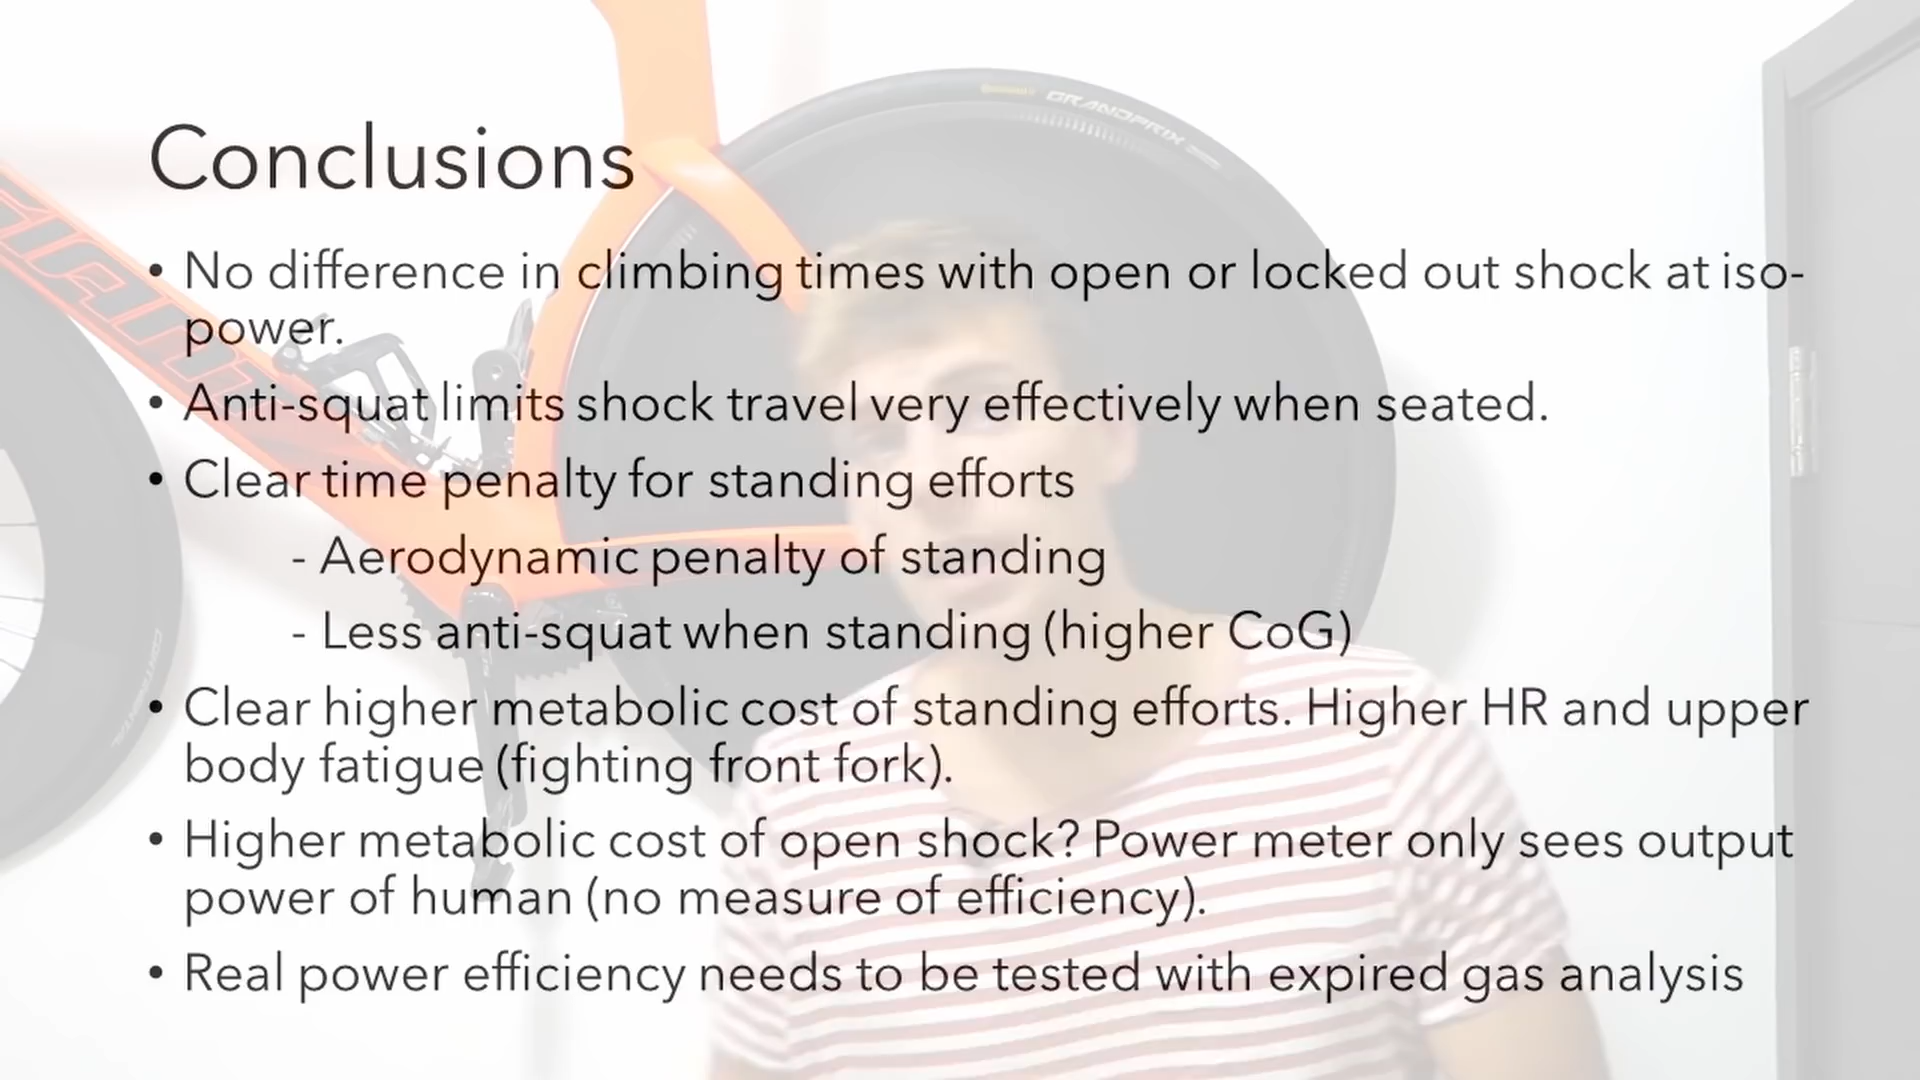 GRANDPRIX
Conclusions
GIANT
• No difference in climbing times with open or locked out shock at iso-
power.
• Anti-squat limits shock travel very effectively when seated.
• Clear time penalty for standing efforts
- Aerodynamic penalty of standing
- Less anti-squat when standing (higher CoG)
• Clear higher metabolic cost of standing efforts. Higher HR and upper
body fatigue (fighting front fork).
• Higher metabolic cost of open shock? Power meter only sees output
power of human (no measure of efficiency).
• Real power efficiency needs to be tested with expired gas analysis